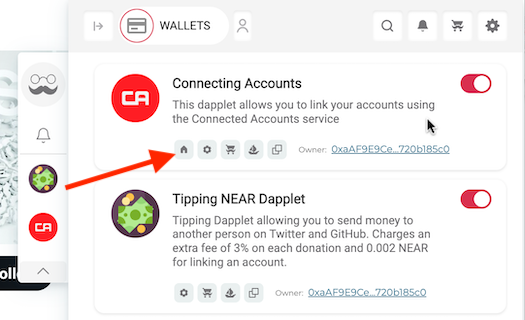 WALLETS
Connecting Accounts
This dapplet allows you to link your accounts using
the Connected Accounts service
CA
Owner: 0xaAF9E9Ce...720b185c0
CA
Tipping NEAR Dapplet
Tipping Dapplet allowing you to send money to
another person on Twitter and GitHub. Charges an
extra fee of 3% on each donation and 0.002 NEAR
for linking an account.
Owner: 0xaAF9E9Ce...720b185c0